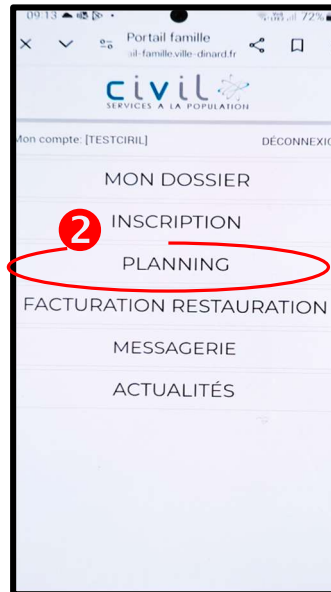 09:13
72%
Portail famille
ail-famille.ville-dinard.fr
civil
SERVICES A LA POPULATION
Mon compte: [TESTCIRIL]
DÉCONNEXIO
MON DOSSIER
INSCRIPTION
2
PLANNING
FACTURATION RESTAURATION
MESSAGERIE
ACTUALITÉS